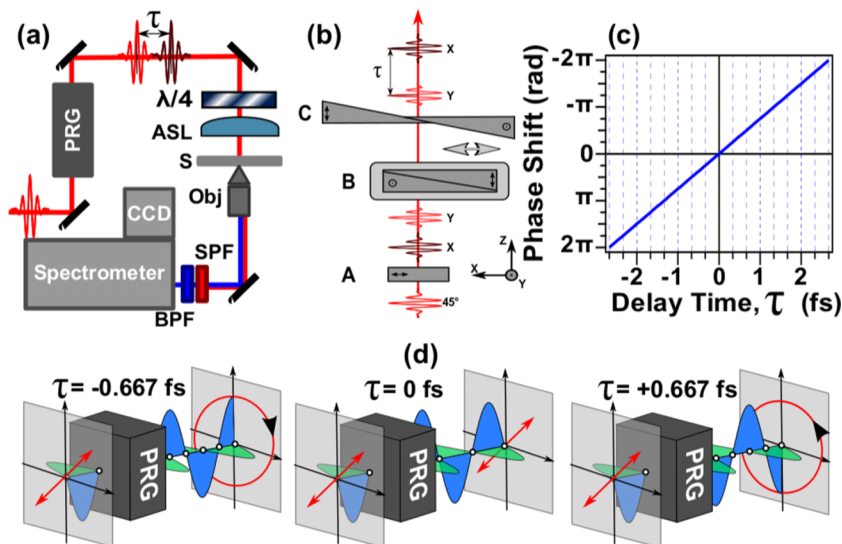 (a)
τ
PRG
λ/4
ASL
S
Obj
CCD
Spectrometer
SPF
BPF
(b)
X
τ
Y
C
B
Y
X
A
45°
Z
X
Y
(c)
Phase Shift (rad)
-2π
-π
0
π
2π
-2 -1 0 1 2
Delay Time, τ (fs)
(d)
τ = -0.667 fs
PRG
τ = 0 fs
PRG
τ = +0.667 fs
PRG